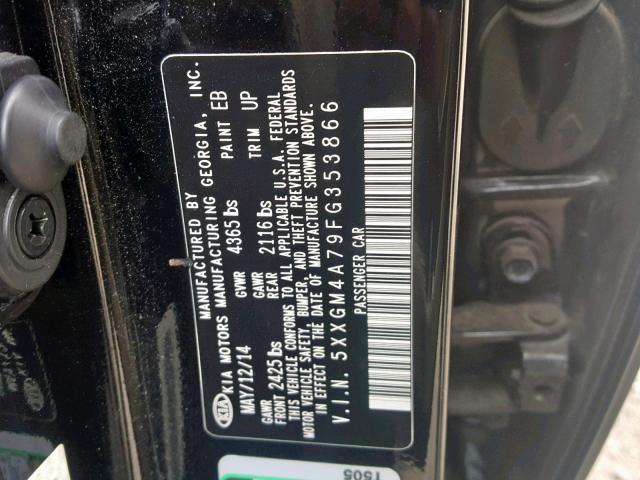 MANUFACTURED BY
KIA KIA MOTORS MANUFACTURING GEORGIA, INC.
MAY/12/14 GVWR 4365 lbs PAINT EB
GAWR FRONT 2425 lbs GAWR REAR 2116 lbs TRIM UP
THIS VEHICLE CONFORMS TO ALL APPLICABLE U.S.A. FEDERAL
MOTOR VEHICLE SAFETY, BUMPER, AND THEFT PREVENTION STANDARDS
IN EFFECT ON THE DATE OF MANUFACTURE SHOWN ABOVE.
V.I.N. 5XXGM4A79FG353866
PASSENGER CAR
1505